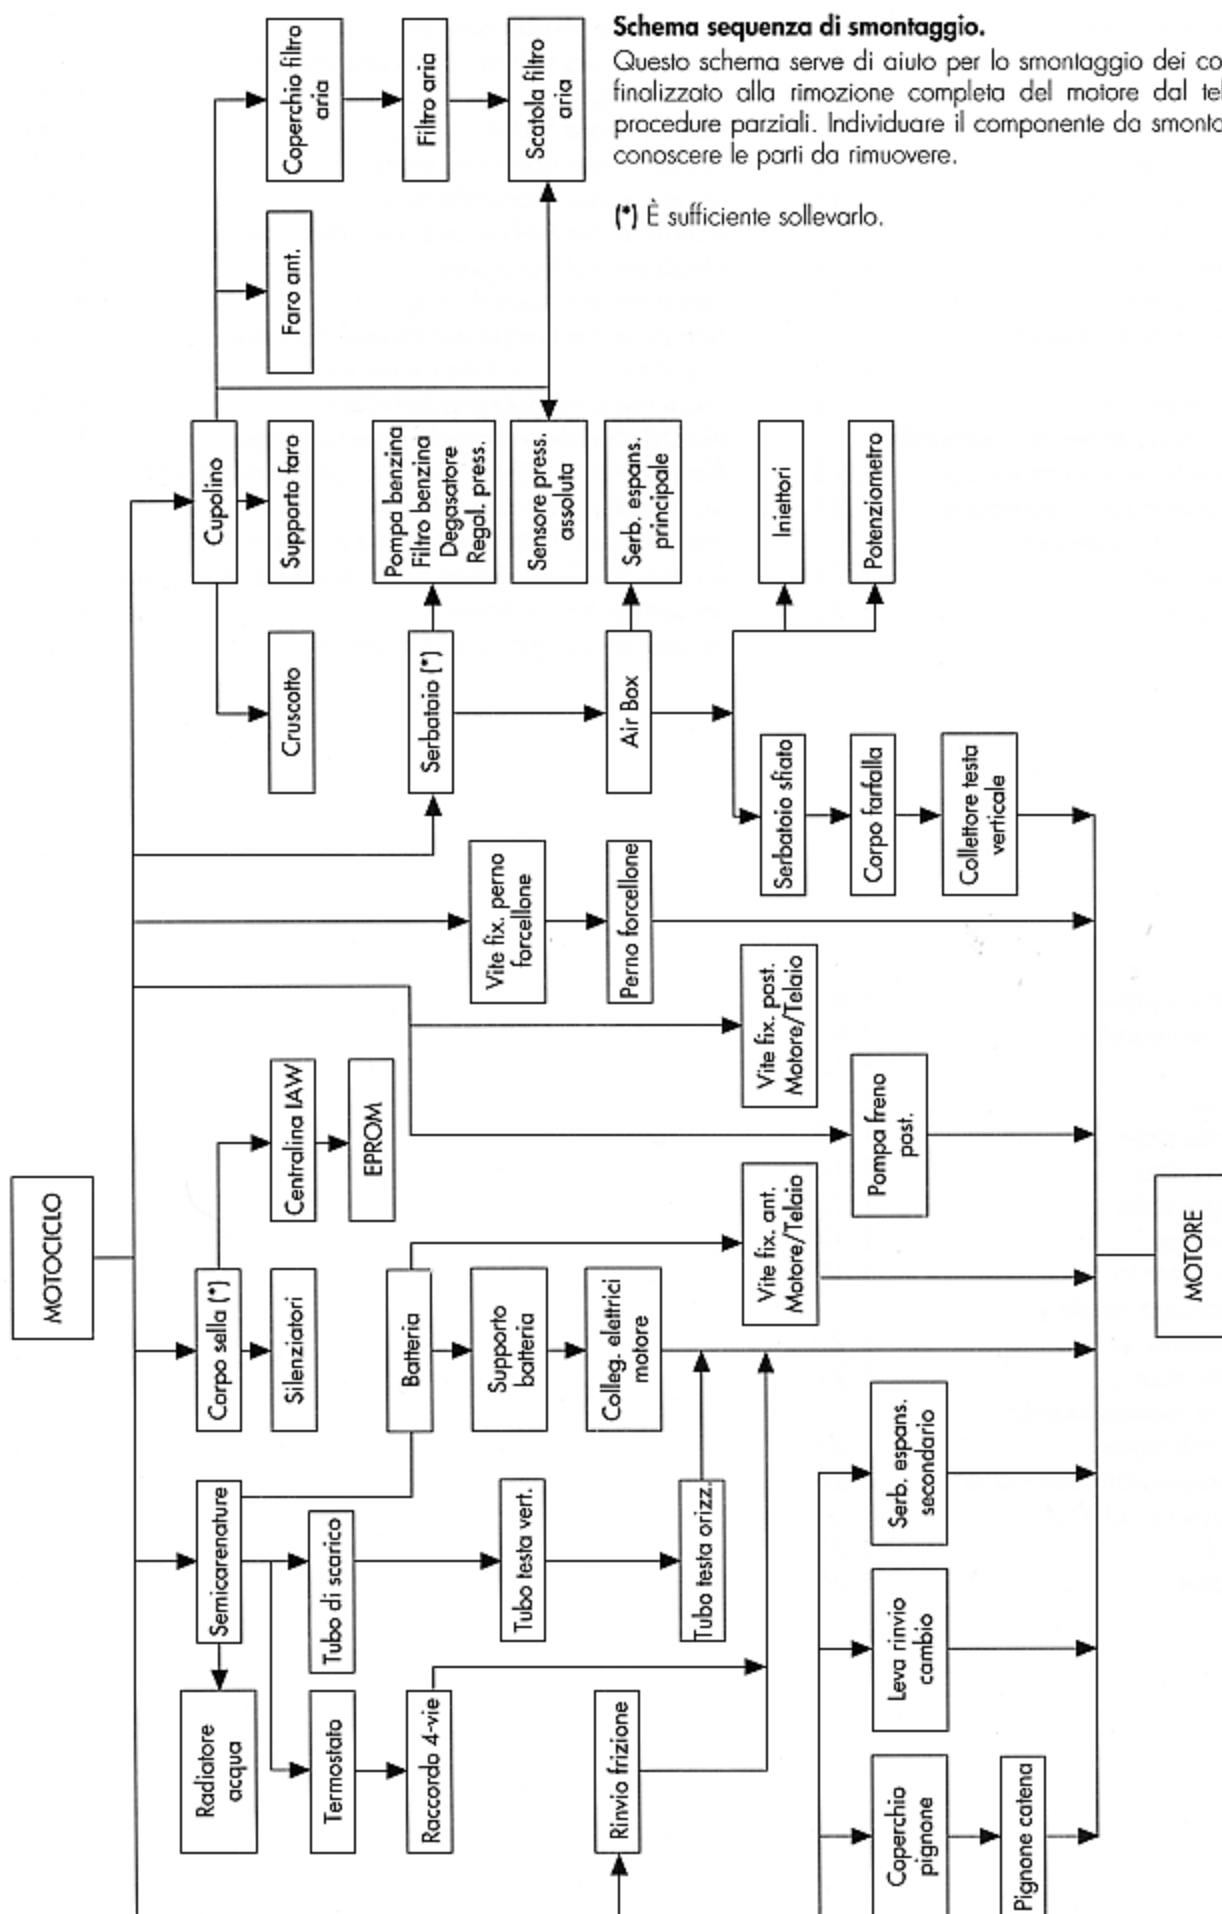 Schema sequenza di smontaggio.
Questo schema serve di aiuto per lo smontaggio dei co
finalizzato alla rimozione completa del motore dal tel
procedure parziali. Individuare il componente da smonta
conoscere le parti da rimuovere.
(*) È sufficiente sollevarlo.
Coperchio filtro
aria
Filtro aria
Scatola filtro
aria
Faro ant.
Cupolino
Supporto faro
Pompa benzina
Filtro benzina
Degasatore
Regol. press.
Sensore press.
assoluta
Serb. espans.
principale
Iniettori
Potenziometro
Cruscotto
Serbatoio (*)
Air Box
Serbatoio sfiato
Corpo farfalla
Collettore testa
verticale
Vite fix. perno
forcellone
Perno forcellone
Vite fix. post.
Motore/Telaio
Centralina IAW
EPROM
Pompa freno
post.
MOTOCICLO
Vite fix. ant.
Motore/Telaio
MOTORE
Corpo sella (*)
Silenziatori
Batteria
Supporto
batteria
Colleg. elettrici
motore
Serb. espans.
secondario
Semicarenature
Tubo di scarico
Tubo testa vert.
Tubo testa orizz.
Leva rinvio
cambio
Radiatore
acqua
Termostato
Raccordo 4-vie
Rinvio frizione
Coperchio
pignone
Pignone catena